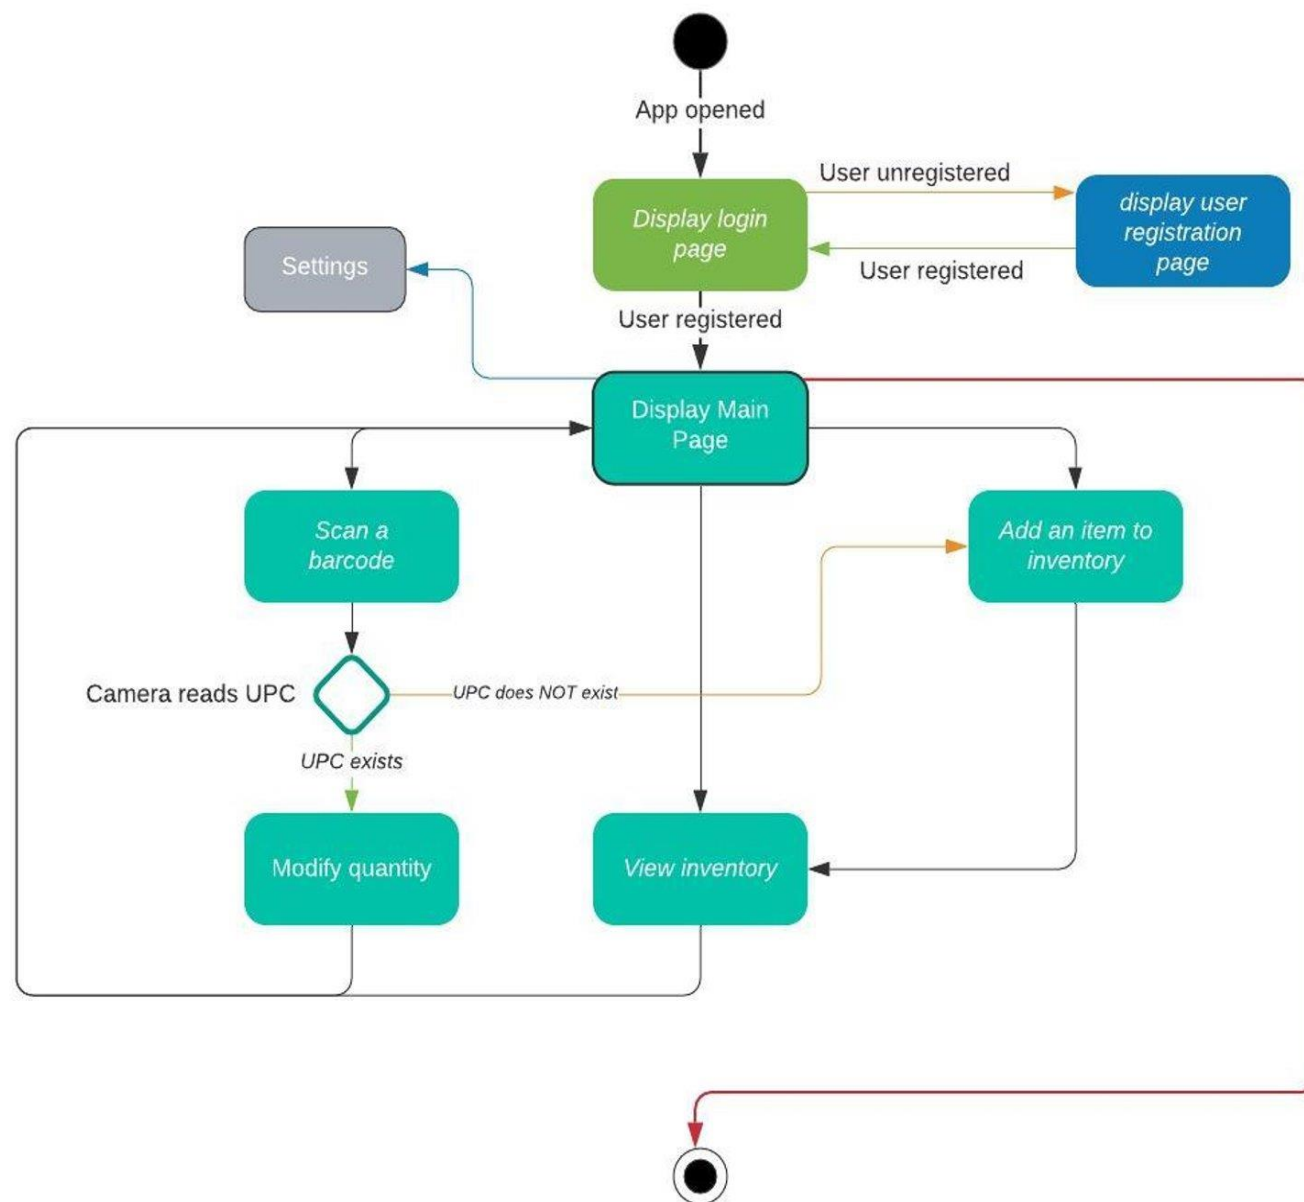 App opened
User unregistered
Display login
page
display user
registration
page
User registered
Settings
User registered
Display Main
Page
Scan a
barcode
Add an item to
inventory
Camera reads UPC
UPC does NOT exist
UPC exists
Modify quantity
View inventory